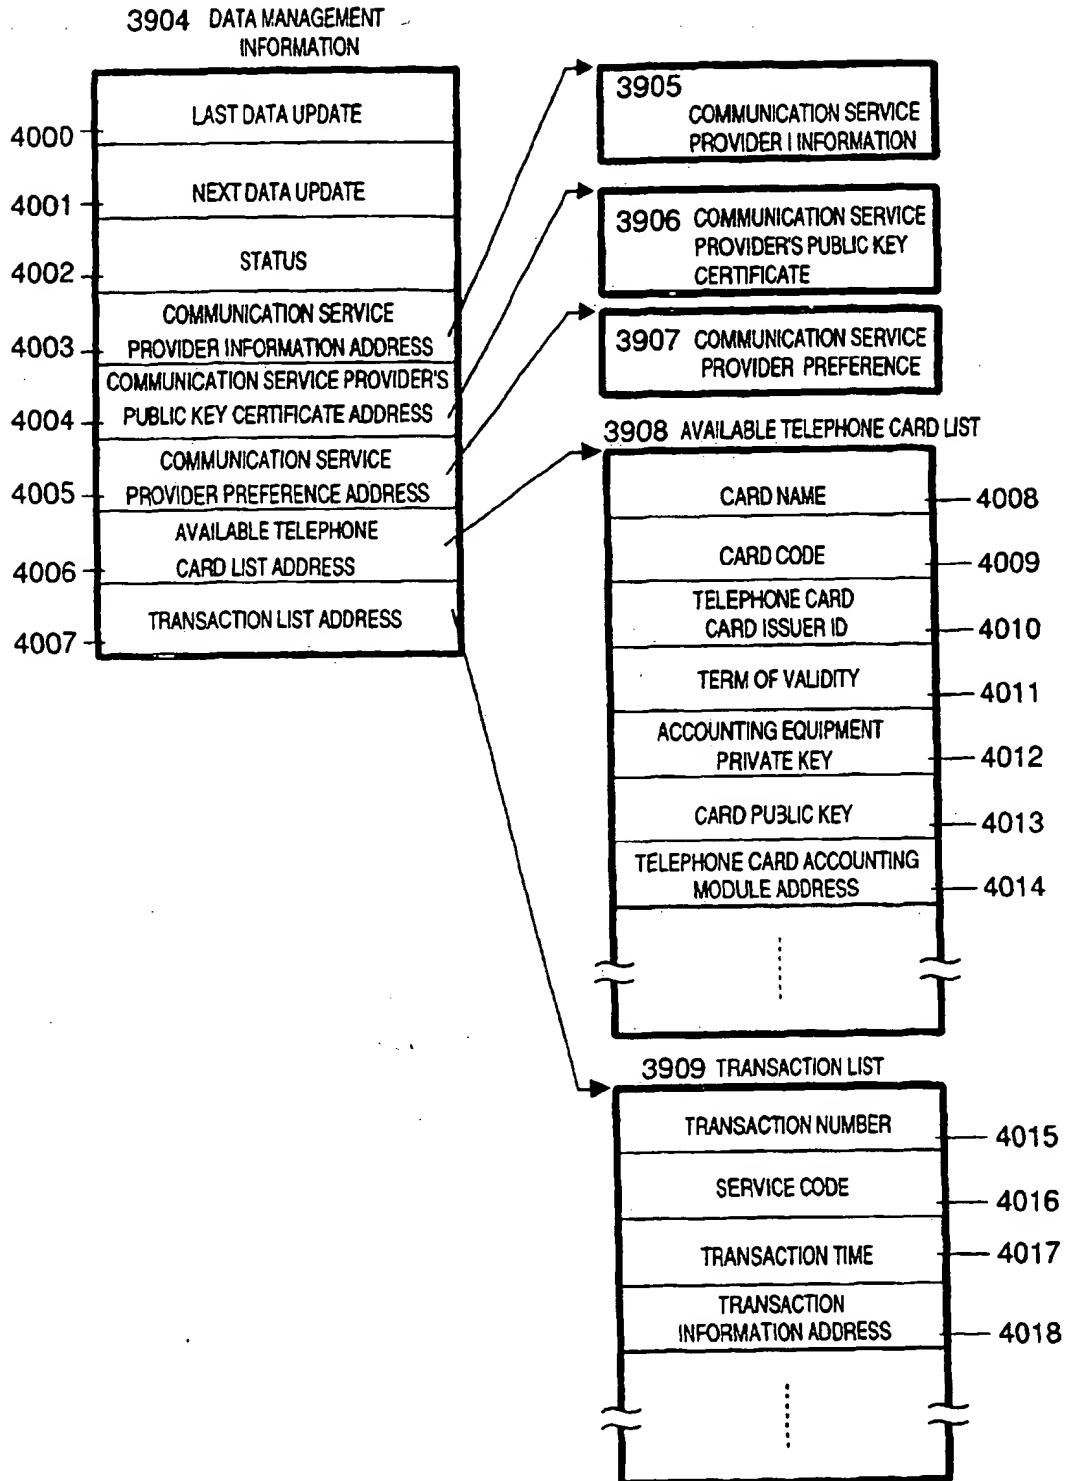 3904 DATA MANAGEMENT
INFORMATION
LAST DATA UPDATE
4000
NEXT DATA UPDATE
4001
STATUS
4002
COMMUNICATION SERVICE
PROVIDER INFORMATION ADDRESS
4003
COMMUNICATION SERVICE PROVIDER'S
PUBLIC KEY CERTIFICATE ADDRESS
4004
COMMUNICATION SERVICE
PROVIDER PREFERENCE ADDRESS
4005
AVAILABLE TELEPHONE
CARD LIST ADDRESS
4006
TRANSACTION LIST ADDRESS
4007
3905
COMMUNICATION SERVICE
PROVIDER I INFORMATION
3906 COMMUNICATION SERVICE
PROVIDER'S PUBLIC KEY
CERTIFICATE
3907 COMMUNICATION SERVICE
PROVIDER PREFERENCE
3908 AVAILABLE TELEPHONE CARD LIST
CARD NAME 4008
CARD CODE 4009
TELEPHONE CARD
CARD ISSUER ID 4010
TERM OF VALIDITY 4011
ACCOUNTING EQUIPMENT
PRIVATE KEY 4012
CARD PUBLIC KEY 4013
TELEPHONE CARD ACCOUNTING
MODULE ADDRESS 4014
3909 TRANSACTION LIST
TRANSACTION NUMBER 4015
SERVICE CODE 4016
TRANSACTION TIME 4017
TRANSACTION
INFORMATION ADDRESS 4018